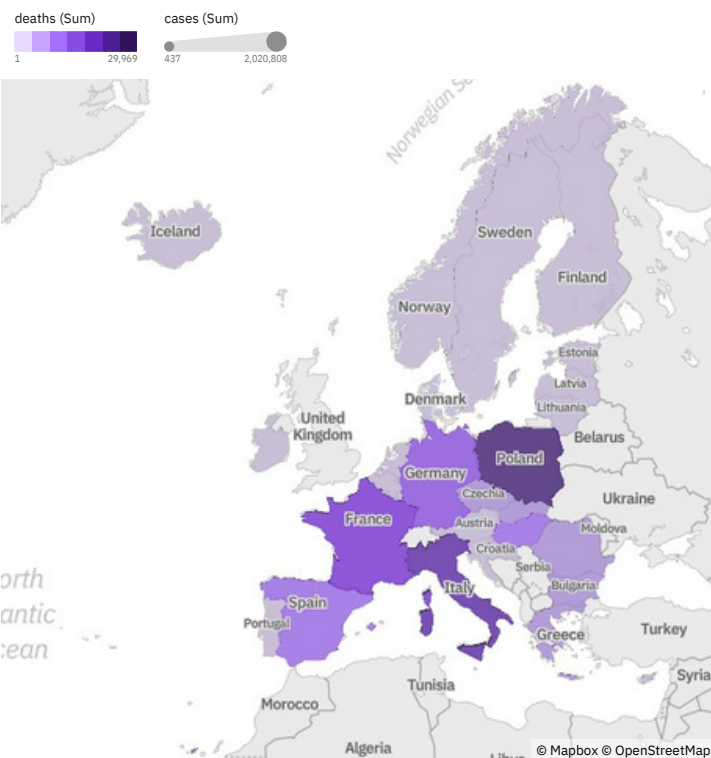 deaths (Sum)
cases (Sum)
1
29,969
437
2,020,808
Norwegian Se
Iceland
Sweden
Finland
Norway
Estonia
Latvia
Denmark
Lithuania
United
Kingdom
Belarus
Poland
Germany
Czechia
Ukraine
France
Austria
Moldova
Croatia
Serbia
orth
Italy
Bulgaria
antic
Spain
Portugal
cean
Greece
Turkey
Syria
Tunisia
Morocco
Algeria
© Mapbox © OpenStreetMap